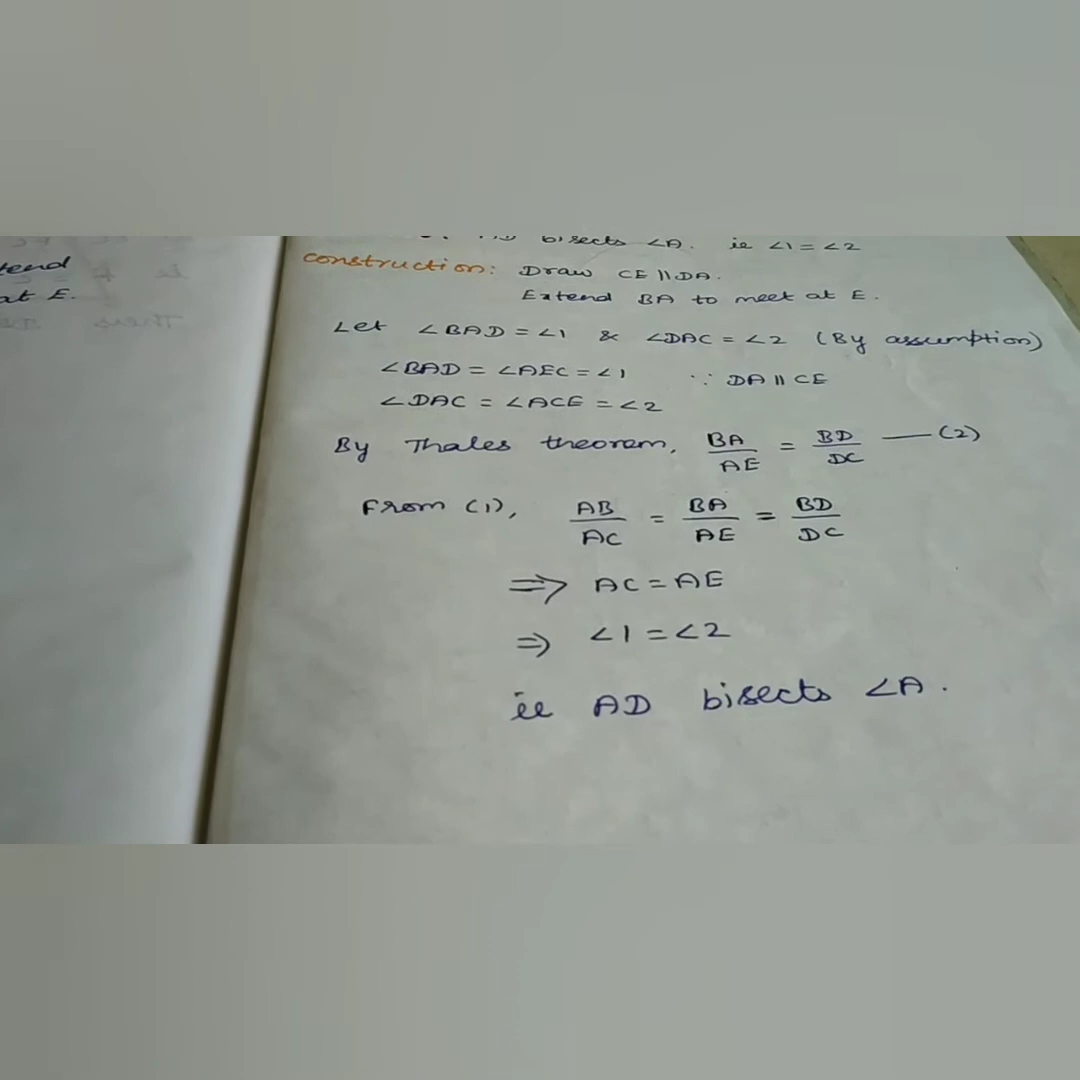 tend
at E.
bisects ∠A. ie ∠1 = ∠2
Construction: Draw CE || DA.
Extend BA to meet at E.
Let ∠BAD = ∠1 & ∠DAC = ∠2 (By assumption)
∠BAD = ∠AEC = ∠1 ∵ DA || CE
∠DAC = ∠ACE = ∠2
By Thales theorem, BA/AE = BD/DC — (2)
From (1), AB/AC = BA/AE = BD/DC
⇒ AC = AE
⇒ ∠1 = ∠2
ie AD bisects ∠A.